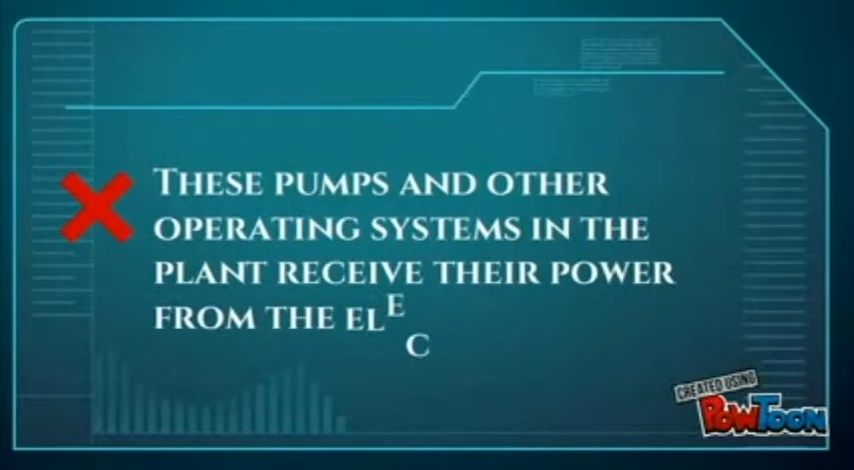 THESE PUMPS AND OTHER
OPERATING SYSTEMS IN THE
PLANT RECEIVE THEIR POWER
FROM THE ELEC
CREATED USING
POWTOON